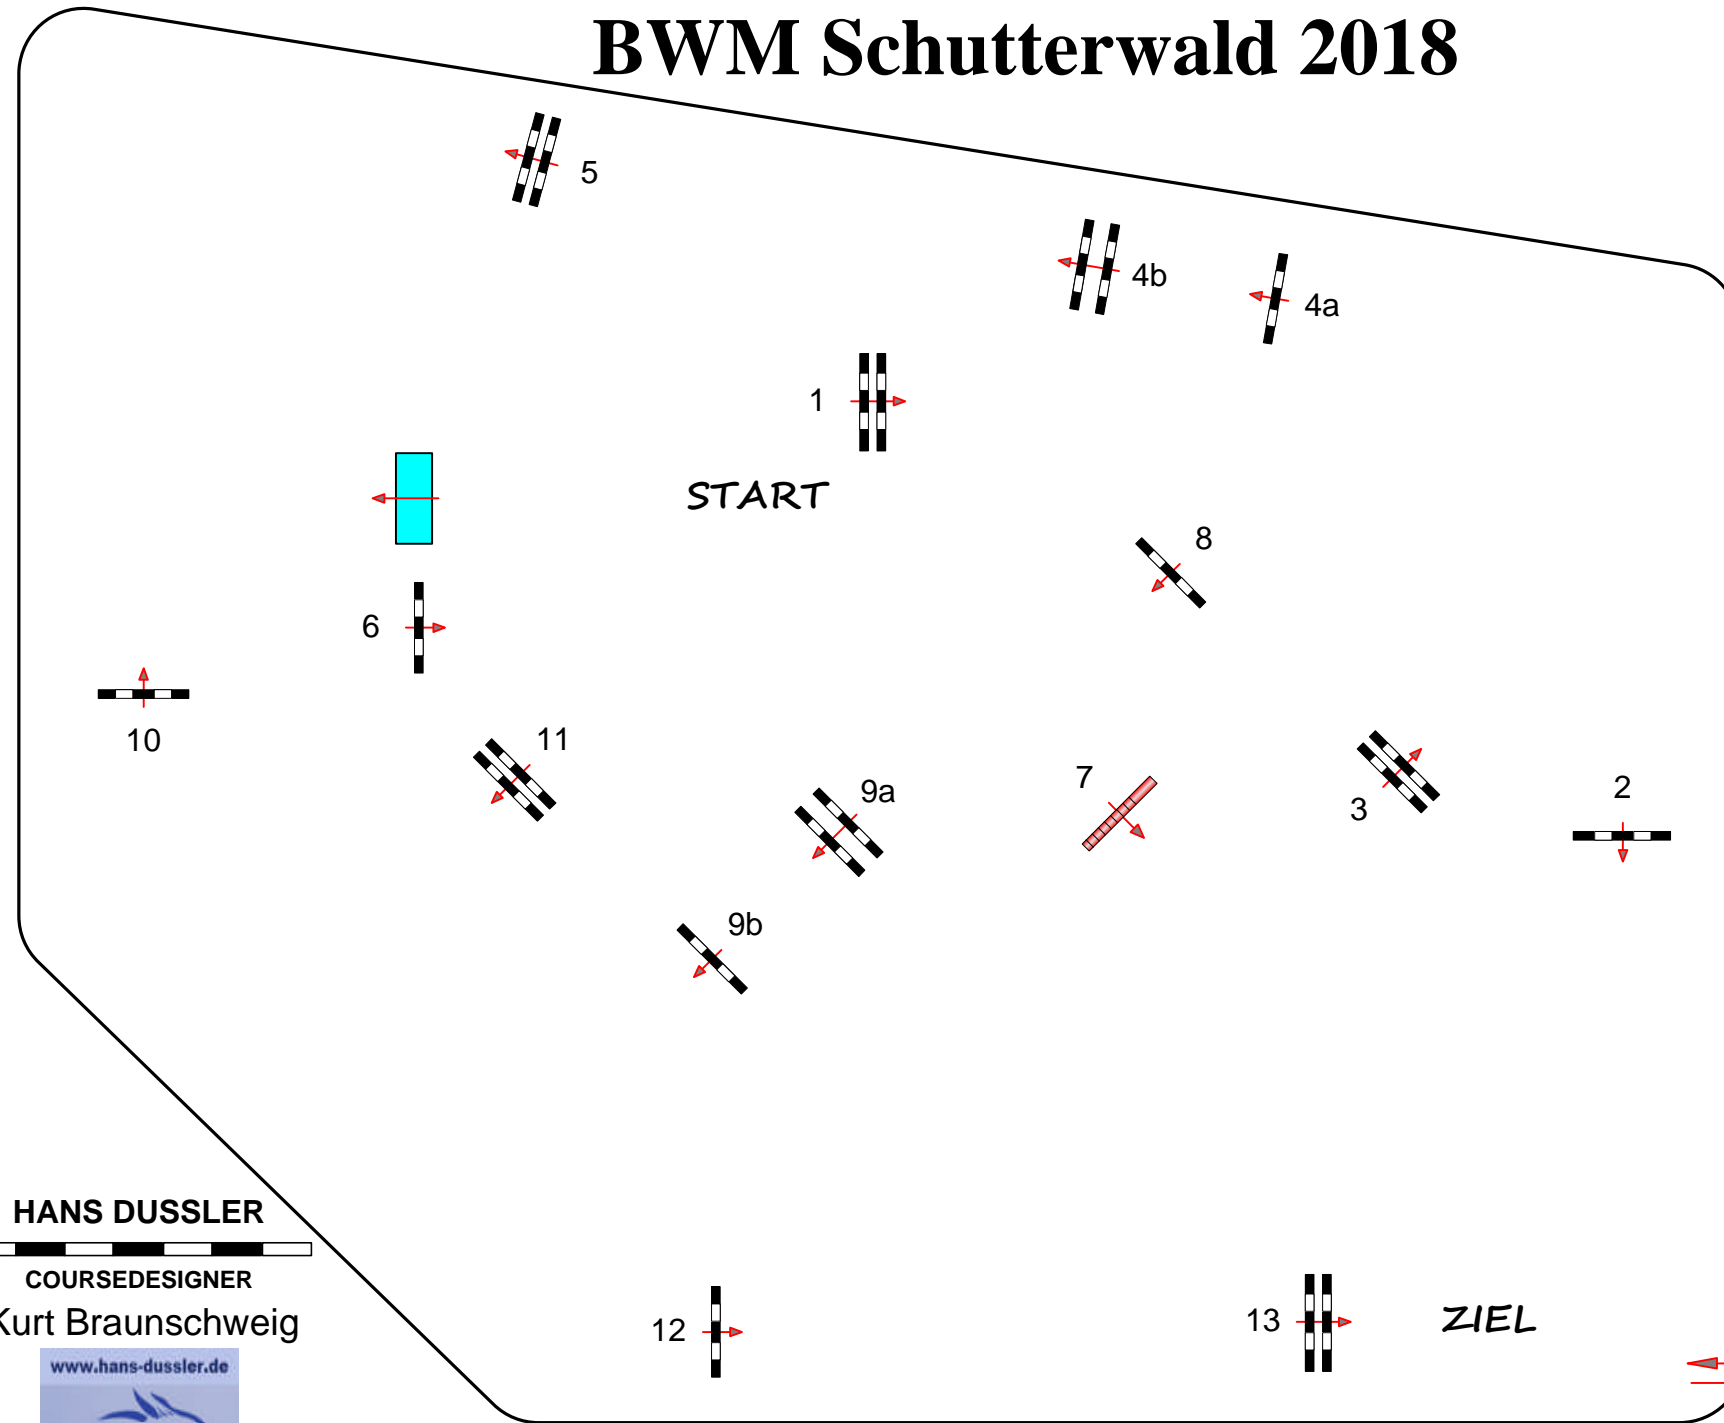 BWM Schutterwald 2018
5
4b
4a
1
START
8
6
10
11
9a
7
3
2
9b
HANS DUSSLER
COURSEDESIGNER
Kurt Braunschweig
www.hans-dussler.de
12
13
ZIEL